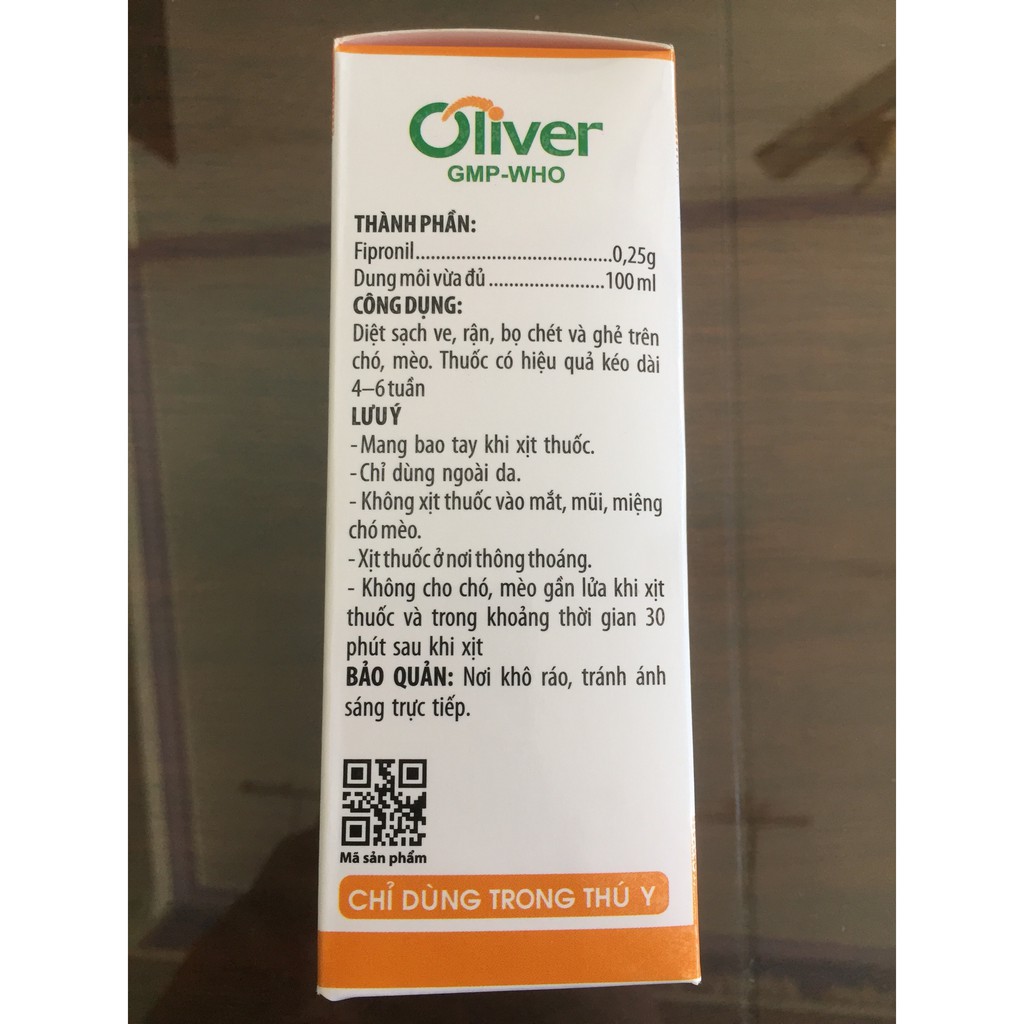 Oliver
GMP-WHO
THÀNH PHẦN:
Fipronil.......................................0,25g
Dung môi vừa đủ.......................100 ml
CÔNG DỤNG:
Diệt sạch ve, rận, bọ chét và ghẻ trên
chó, mèo. Thuốc có hiệu quả kéo dài
4–6 tuần
LƯU Ý
- Mang bao tay khi xịt thuốc.
- Chỉ dùng ngoài da.
- Không xịt thuốc vào mắt, mũi, miệng
chó mèo.
- Xịt thuốc ở nơi thông thoáng.
- Không cho chó, mèo gần lửa khi xịt
thuốc và trong khoảng thời gian 30
phút sau khi xịt
BẢO QUẢN: Nơi khô ráo, tránh ánh
sáng trực tiếp.
Mã sản phẩm
CHỈ DÙNG TRONG THÚ Y